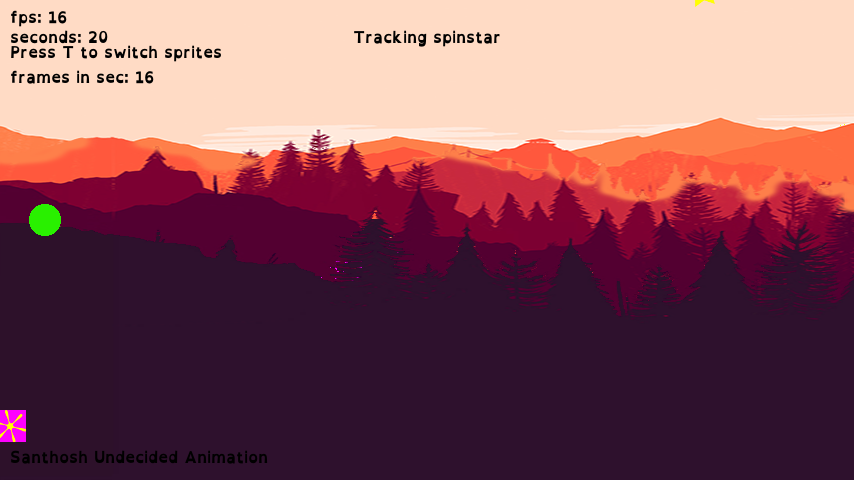 fps: 16
seconds: 20
Press T to switch sprites
frames in sec: 16
Tracking spinstar
Santhosh Undecided Animation